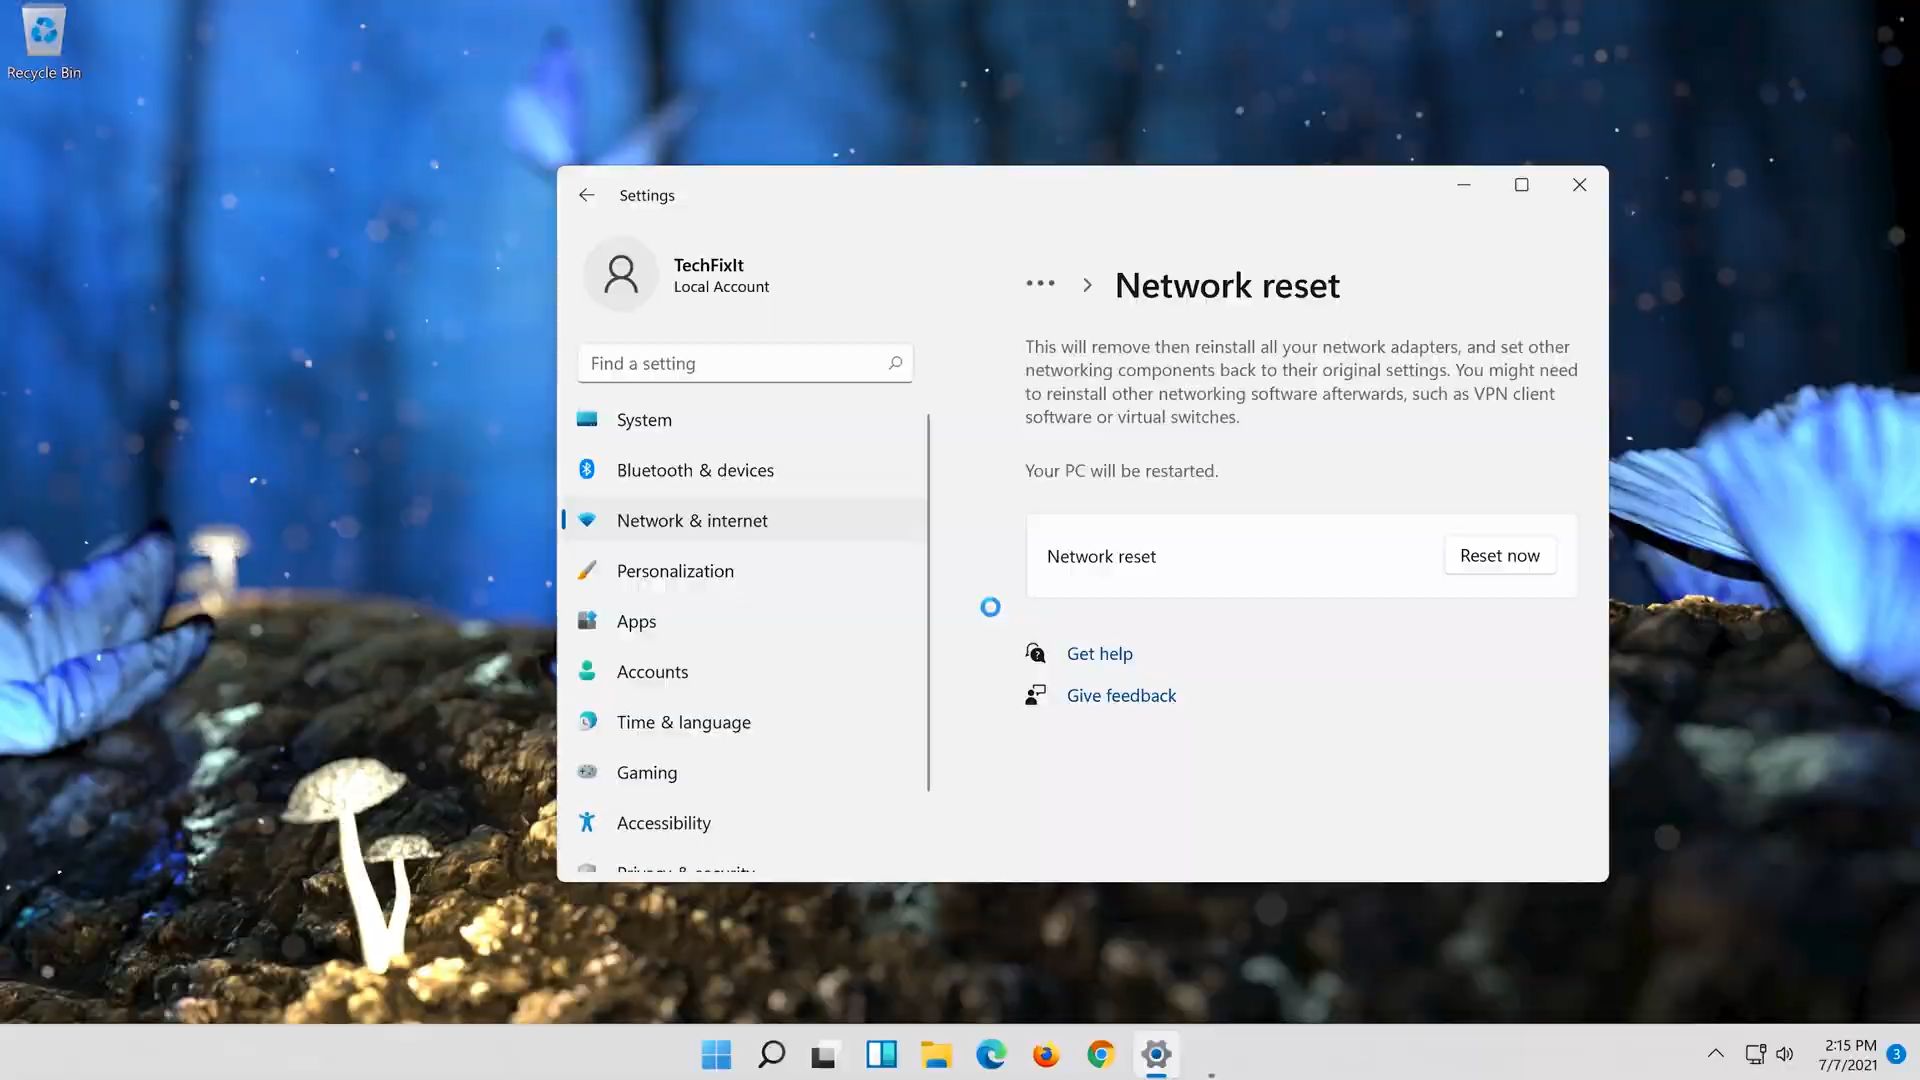 Recycle Bin
Settings
TechFixIt
Local Account
Find a setting
System
Bluetooth & devices
Network & internet
Personalization
Apps
Accounts
Time & language
Gaming
Accessibility
Privacy & security
Network reset
This will remove then reinstall all your network adapters, and set other
networking components back to their original settings. You might need
to reinstall other networking software afterwards, such as VPN client
software or virtual switches.
Your PC will be restarted.
Network reset
Reset now
Get help
Give feedback
2:15 PM
7/7/2021
3